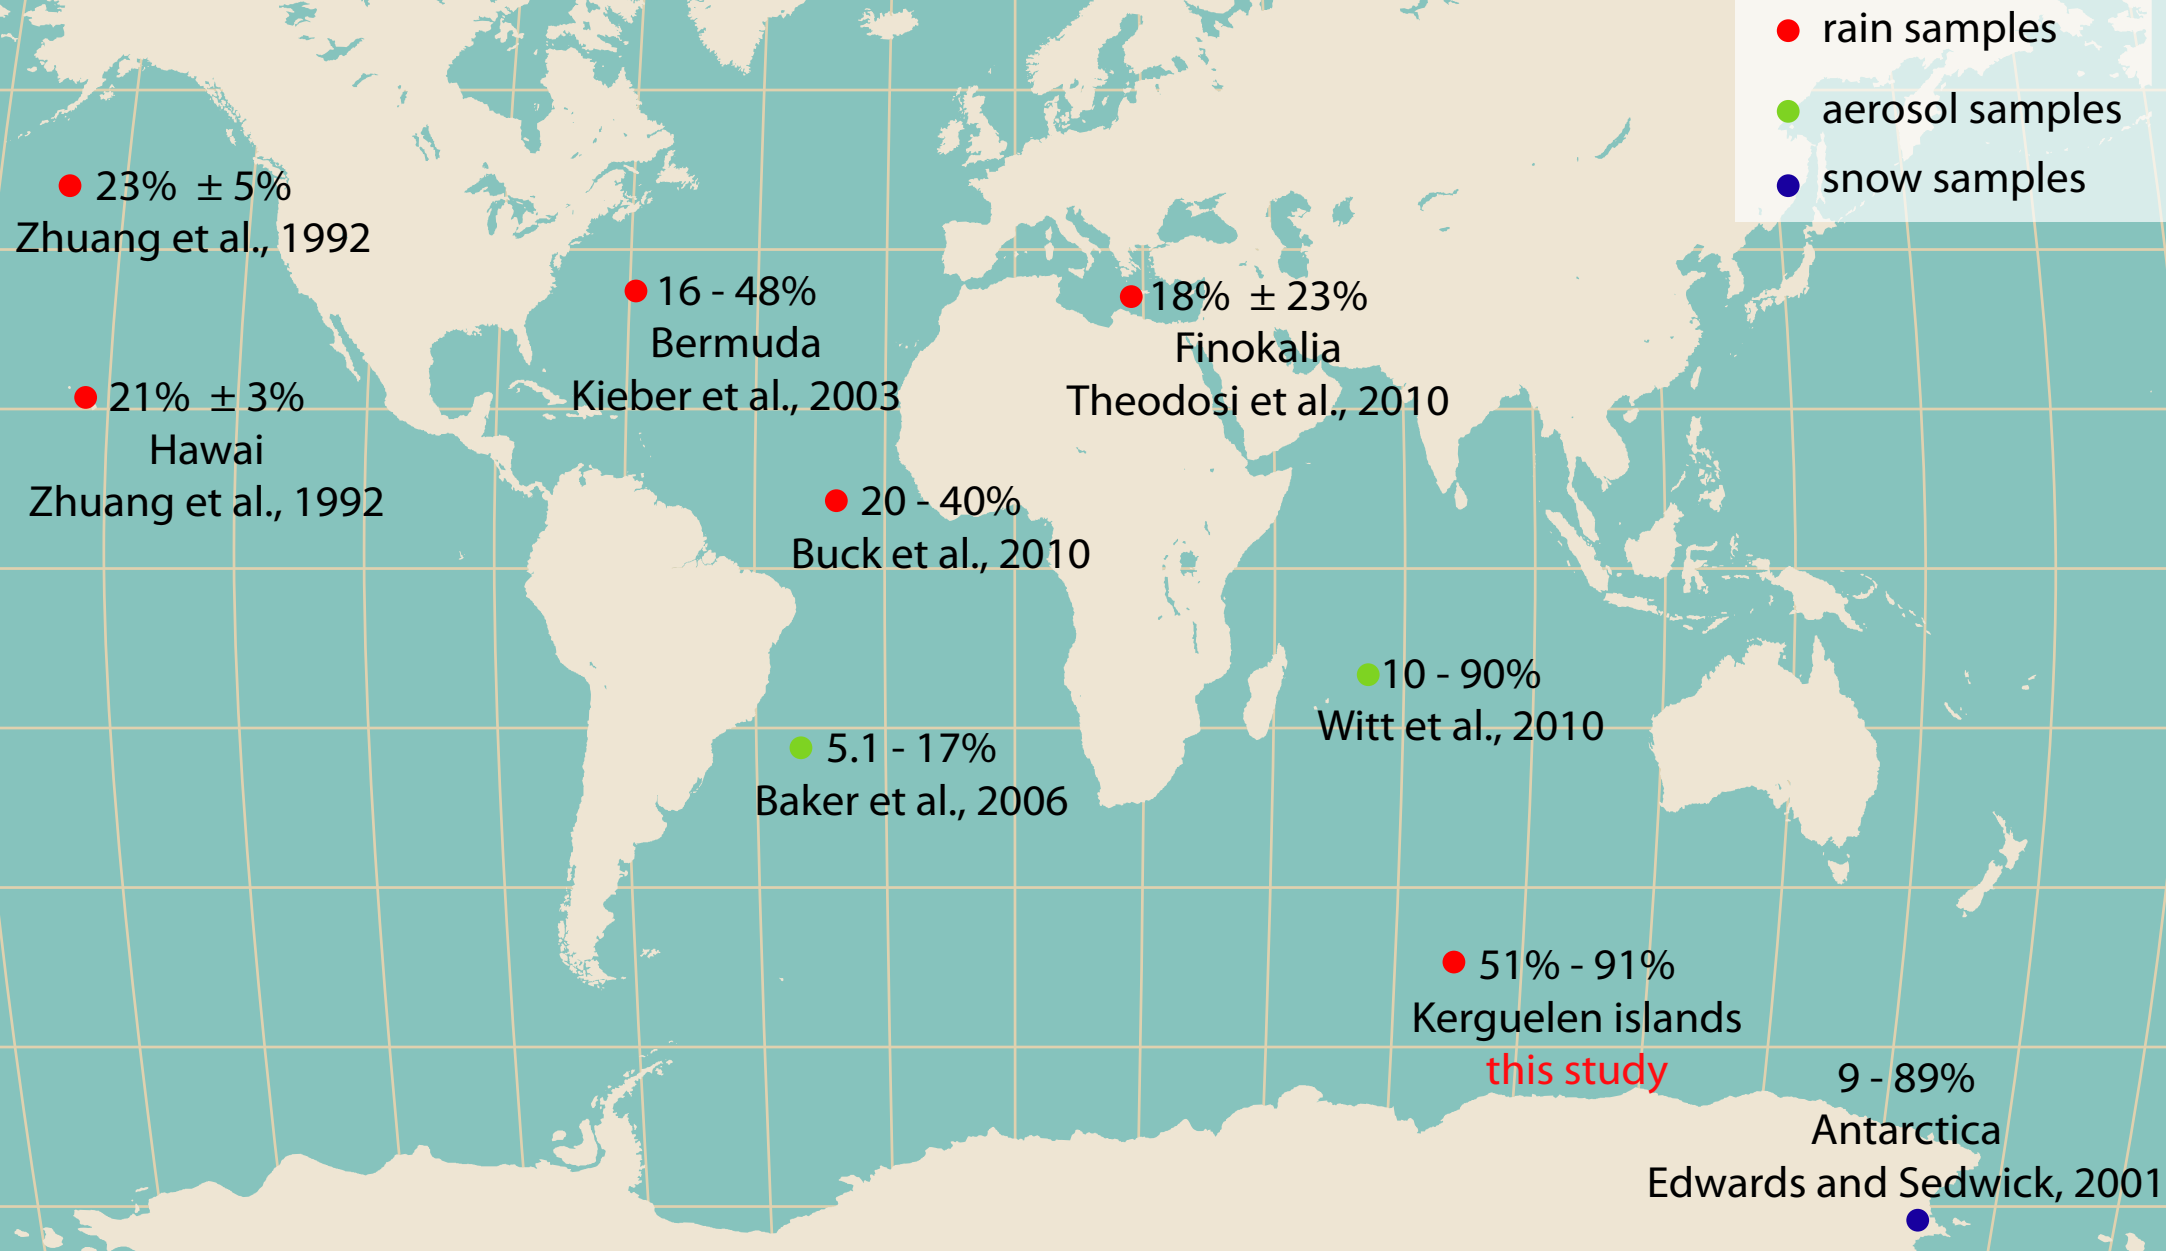 rain samples
aerosol samples
snow samples
23% ± 5%
Zhuang et al., 1992
16 - 48%
Bermuda
Kieber et al., 2003
18% ± 23%
Finokalia
Theodosi et al., 2010
21% ± 3%
Hawai
Zhuang et al., 1992
20 - 40%
Buck et al., 2010
10 - 90%
Witt et al., 2010
5.1 - 17%
Baker et al., 2006
51% - 91%
Kerguelen islands
this study
9 - 89%
Antarctica
Edwards and Sedwick, 2001